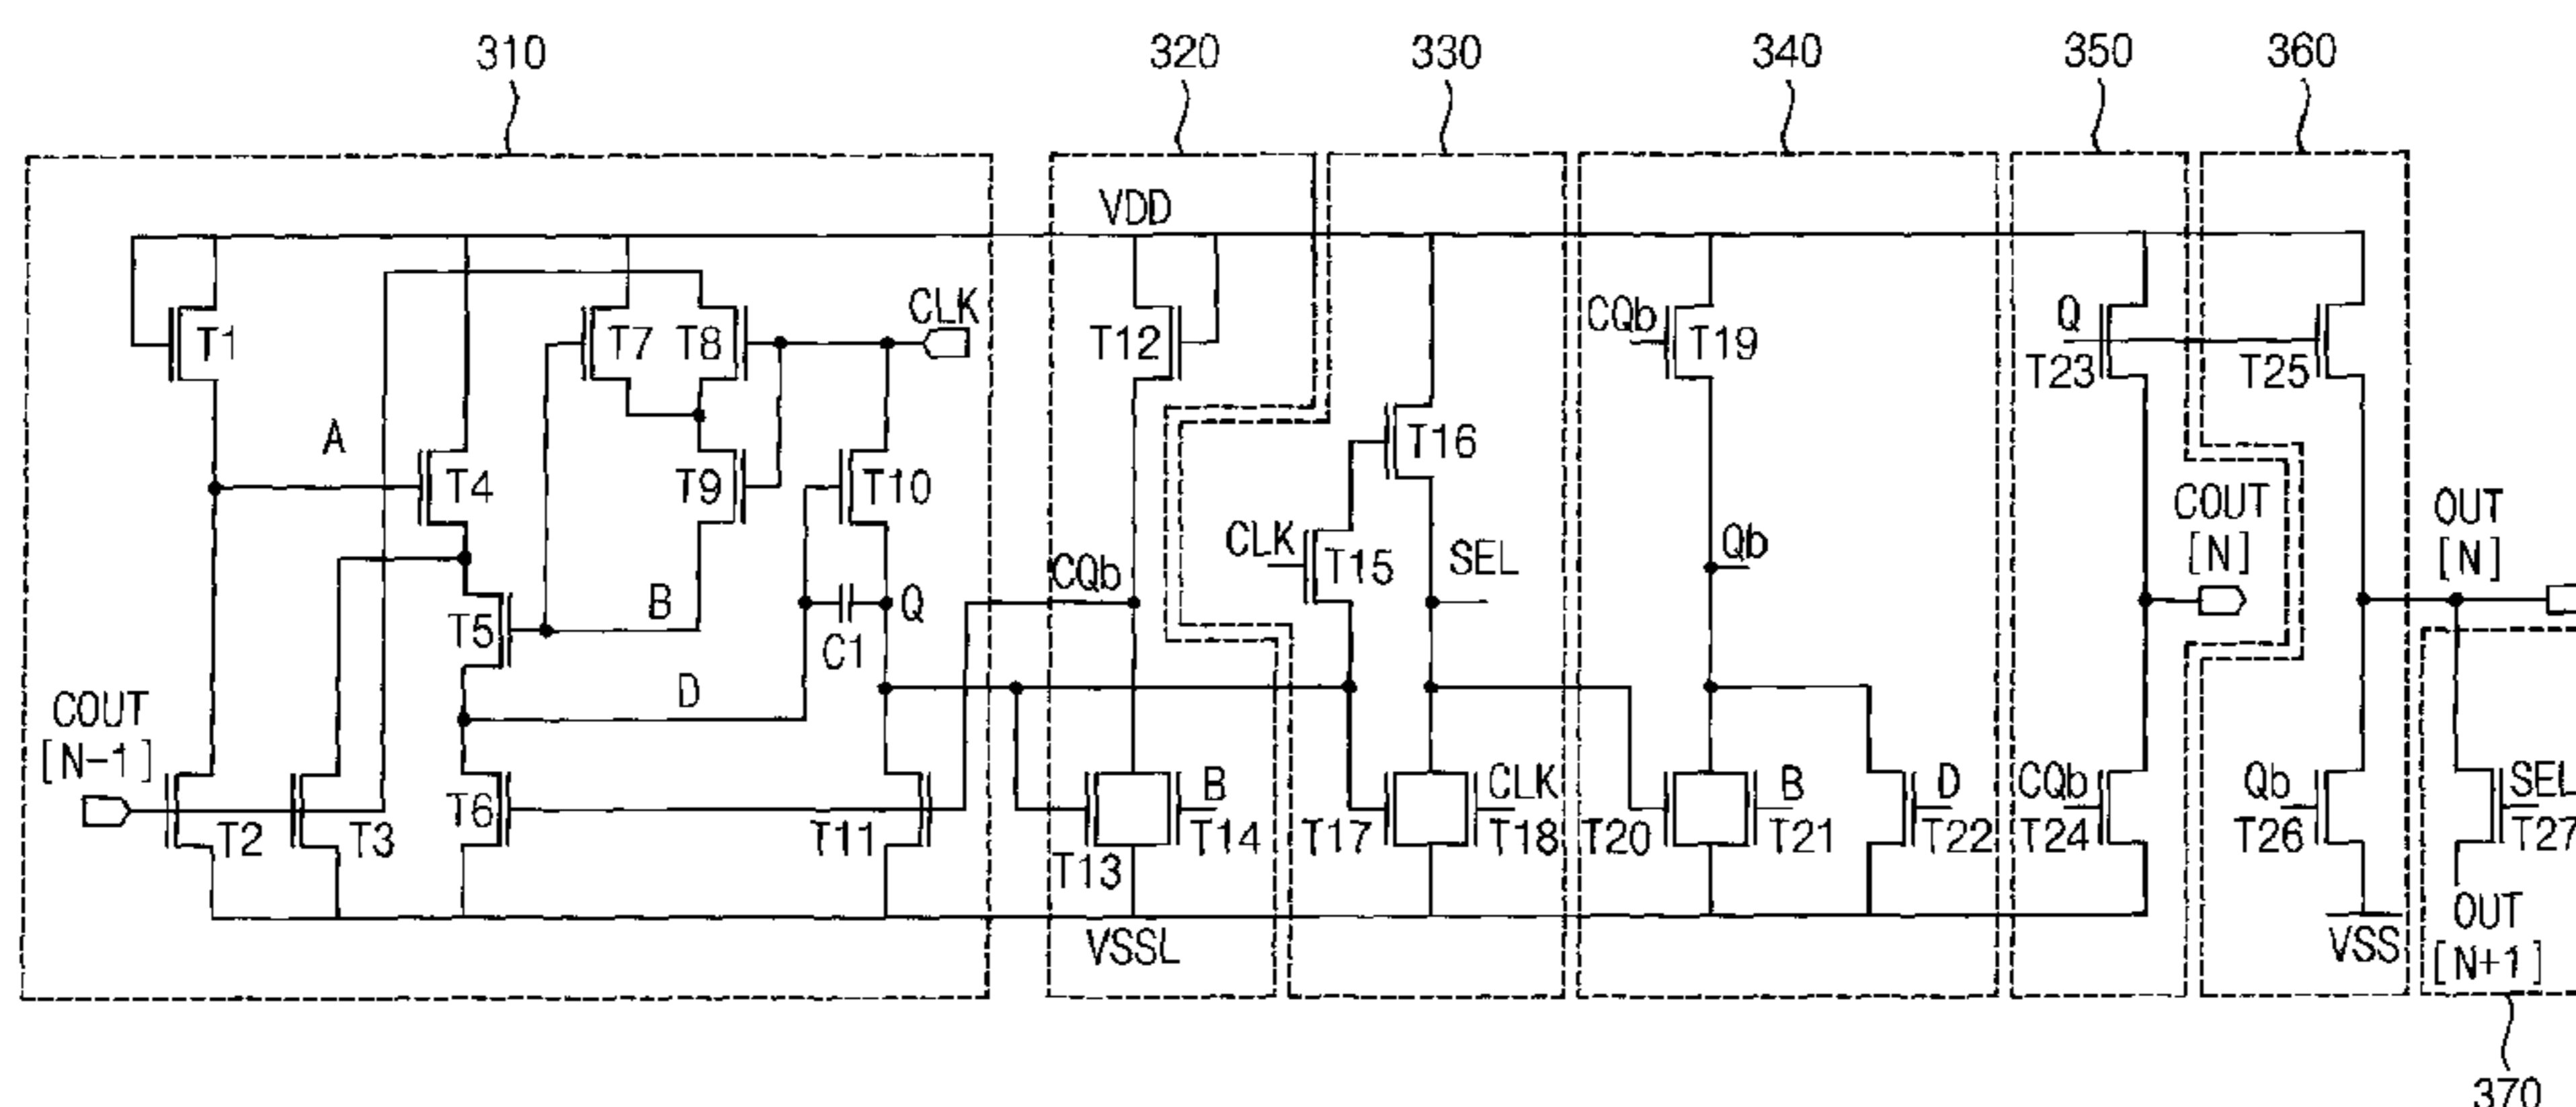 310
320
330
340
350
360
VDD
T1
T7
T8
CLK
T12
CQb
T19
Q
T23
T25
A
T4
T9
T10
T16
CLK
T15
SEL
Qb
COUT
[N]
OUT
[N]
T5
B
C1
Q
CQb
D
COUT
[N-1]
T2
T3
T6
T11
T13
B
T14
T17
CLK
T18
T20
B
T21
D
T22
CQb
T24
Qb
T26
SEL
T27
VSSL
VSS
OUT
[N+1]
370